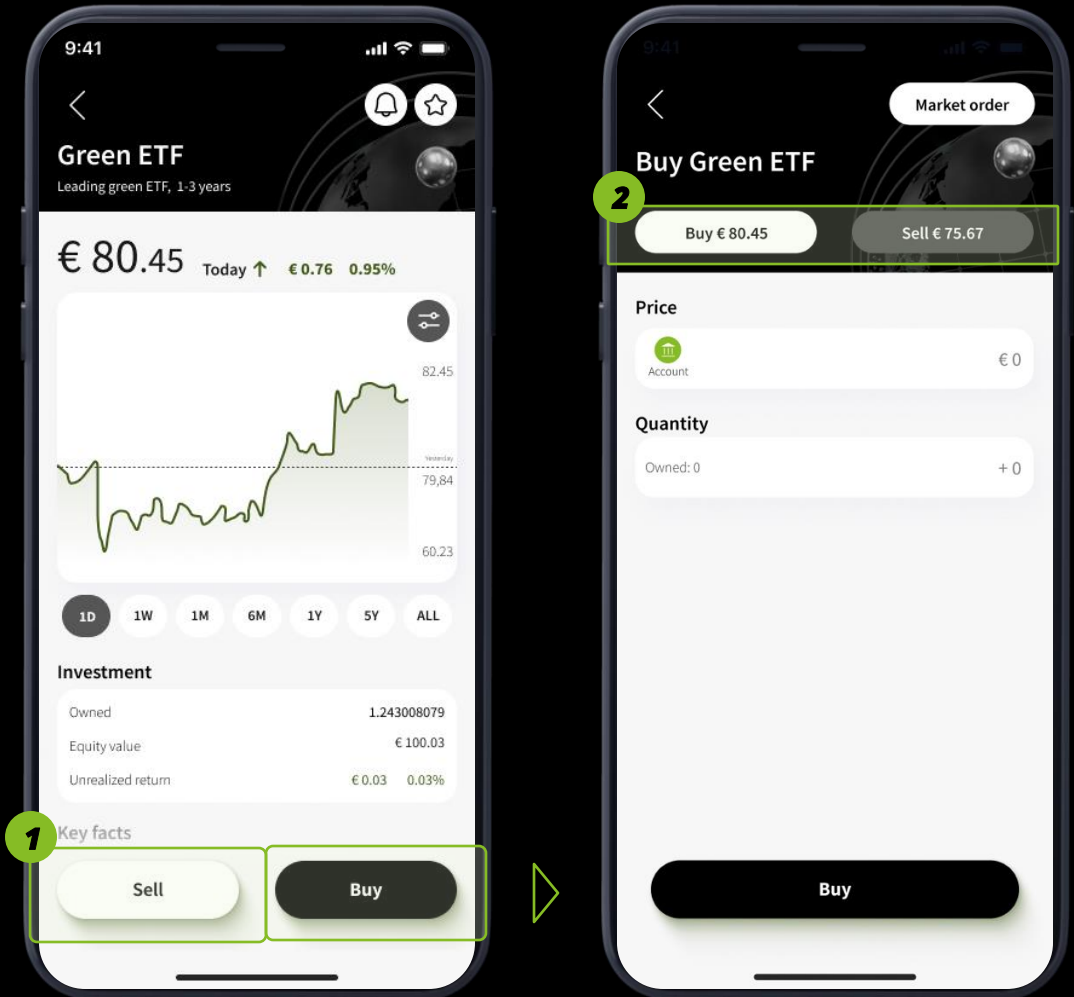 9:41
Green ETF
Leading green ETF, 1-3 years
€ 80.45 Today ↑ € 0.76 0.95%
82.45
Yesterday
79,84
60.23
1D 1W 1M 6M 1Y 5Y ALL
Investment
Owned 1.243008079
Equity value € 100.03
Unrealized return € 0.03 0.03%
1
Key facts
Sell Buy
9:41
Market order
Buy Green ETF
2
Buy € 80.45 Sell € 75.67
Price
Account € 0
Quantity
Owned: 0 + 0
Buy